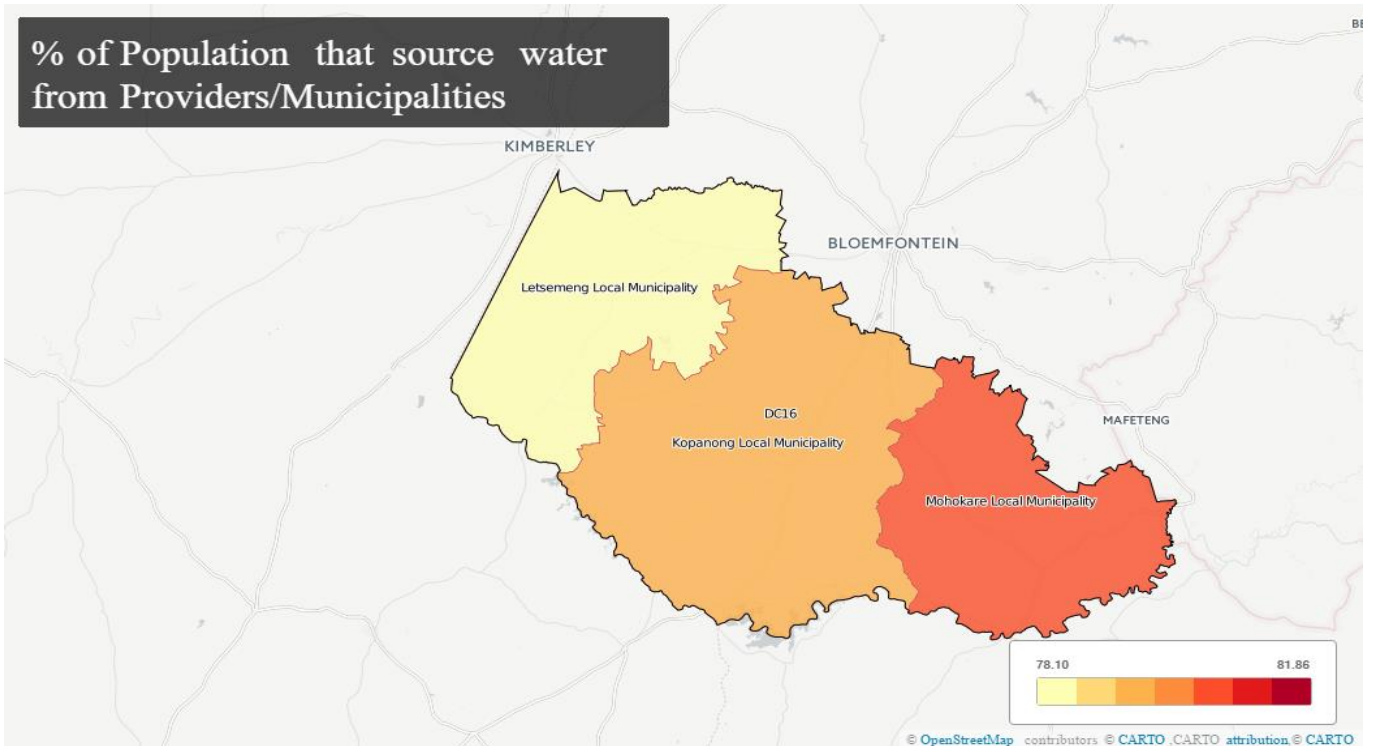 % of Population that source water
from Providers/Municipalities
KIMBERLEY
BLOEMFONTEIN
Letsemeng Local Municipality
DC16
MAFETENG
Kopanong Local Municipality
Mohokare Local Municipality
78.10 81.86
© OpenStreetMap contributors © CARTO ,CARTO attribution,© CARTO